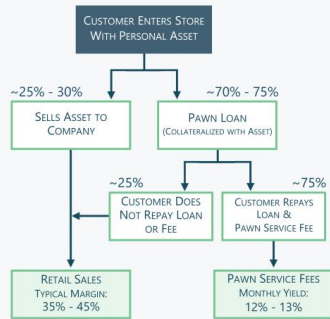 CUSTOMER ENTERS STORE
WITH PERSONAL ASSET
~25% - 30%
~70% - 75%
SELLS ASSET TO
COMPANY
PAWN LOAN
(COLLATERALIZED WITH ASSET)
~25%
~75%
CUSTOMER DOES
NOT REPAY LOAN
OR FEE
CUSTOMER REPAYS
LOAN &
PAWN SERVICE FEE
RETAIL SALES
TYPICAL MARGIN:
35% - 45%
PAWN SERVICE FEES
MONTHLY YIELD:
12% - 13%